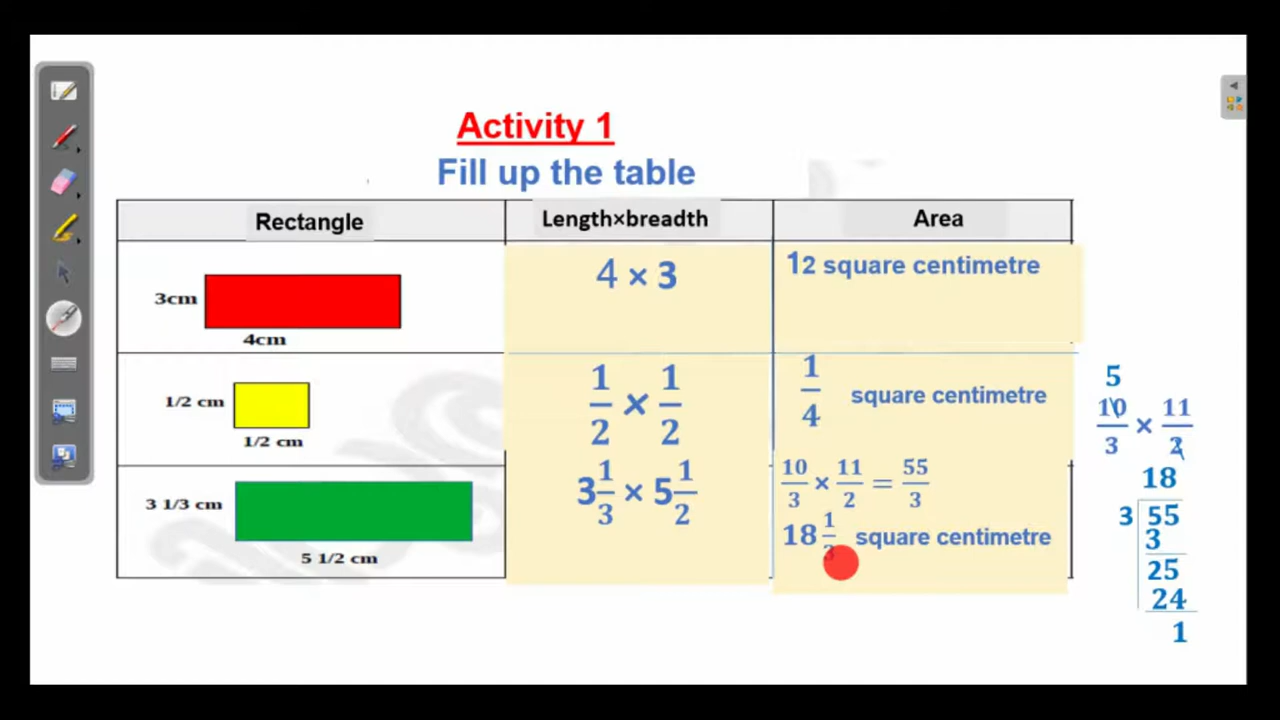 Activity 1
Fill up the table
Rectangle Length×breadth Area
3cm 4 × 3 12 square centimetre
4cm
1/2 cm 1/2 × 1/2 1/4 square centimetre
1/2 cm
3 1/3 cm 3 1/3 × 5 1/2 10/3 × 11/2 = 55/3
18 1/3 square centimetre
5 1/2 cm
5
10/3 × 11/2
18
3 55
3
25
24
1